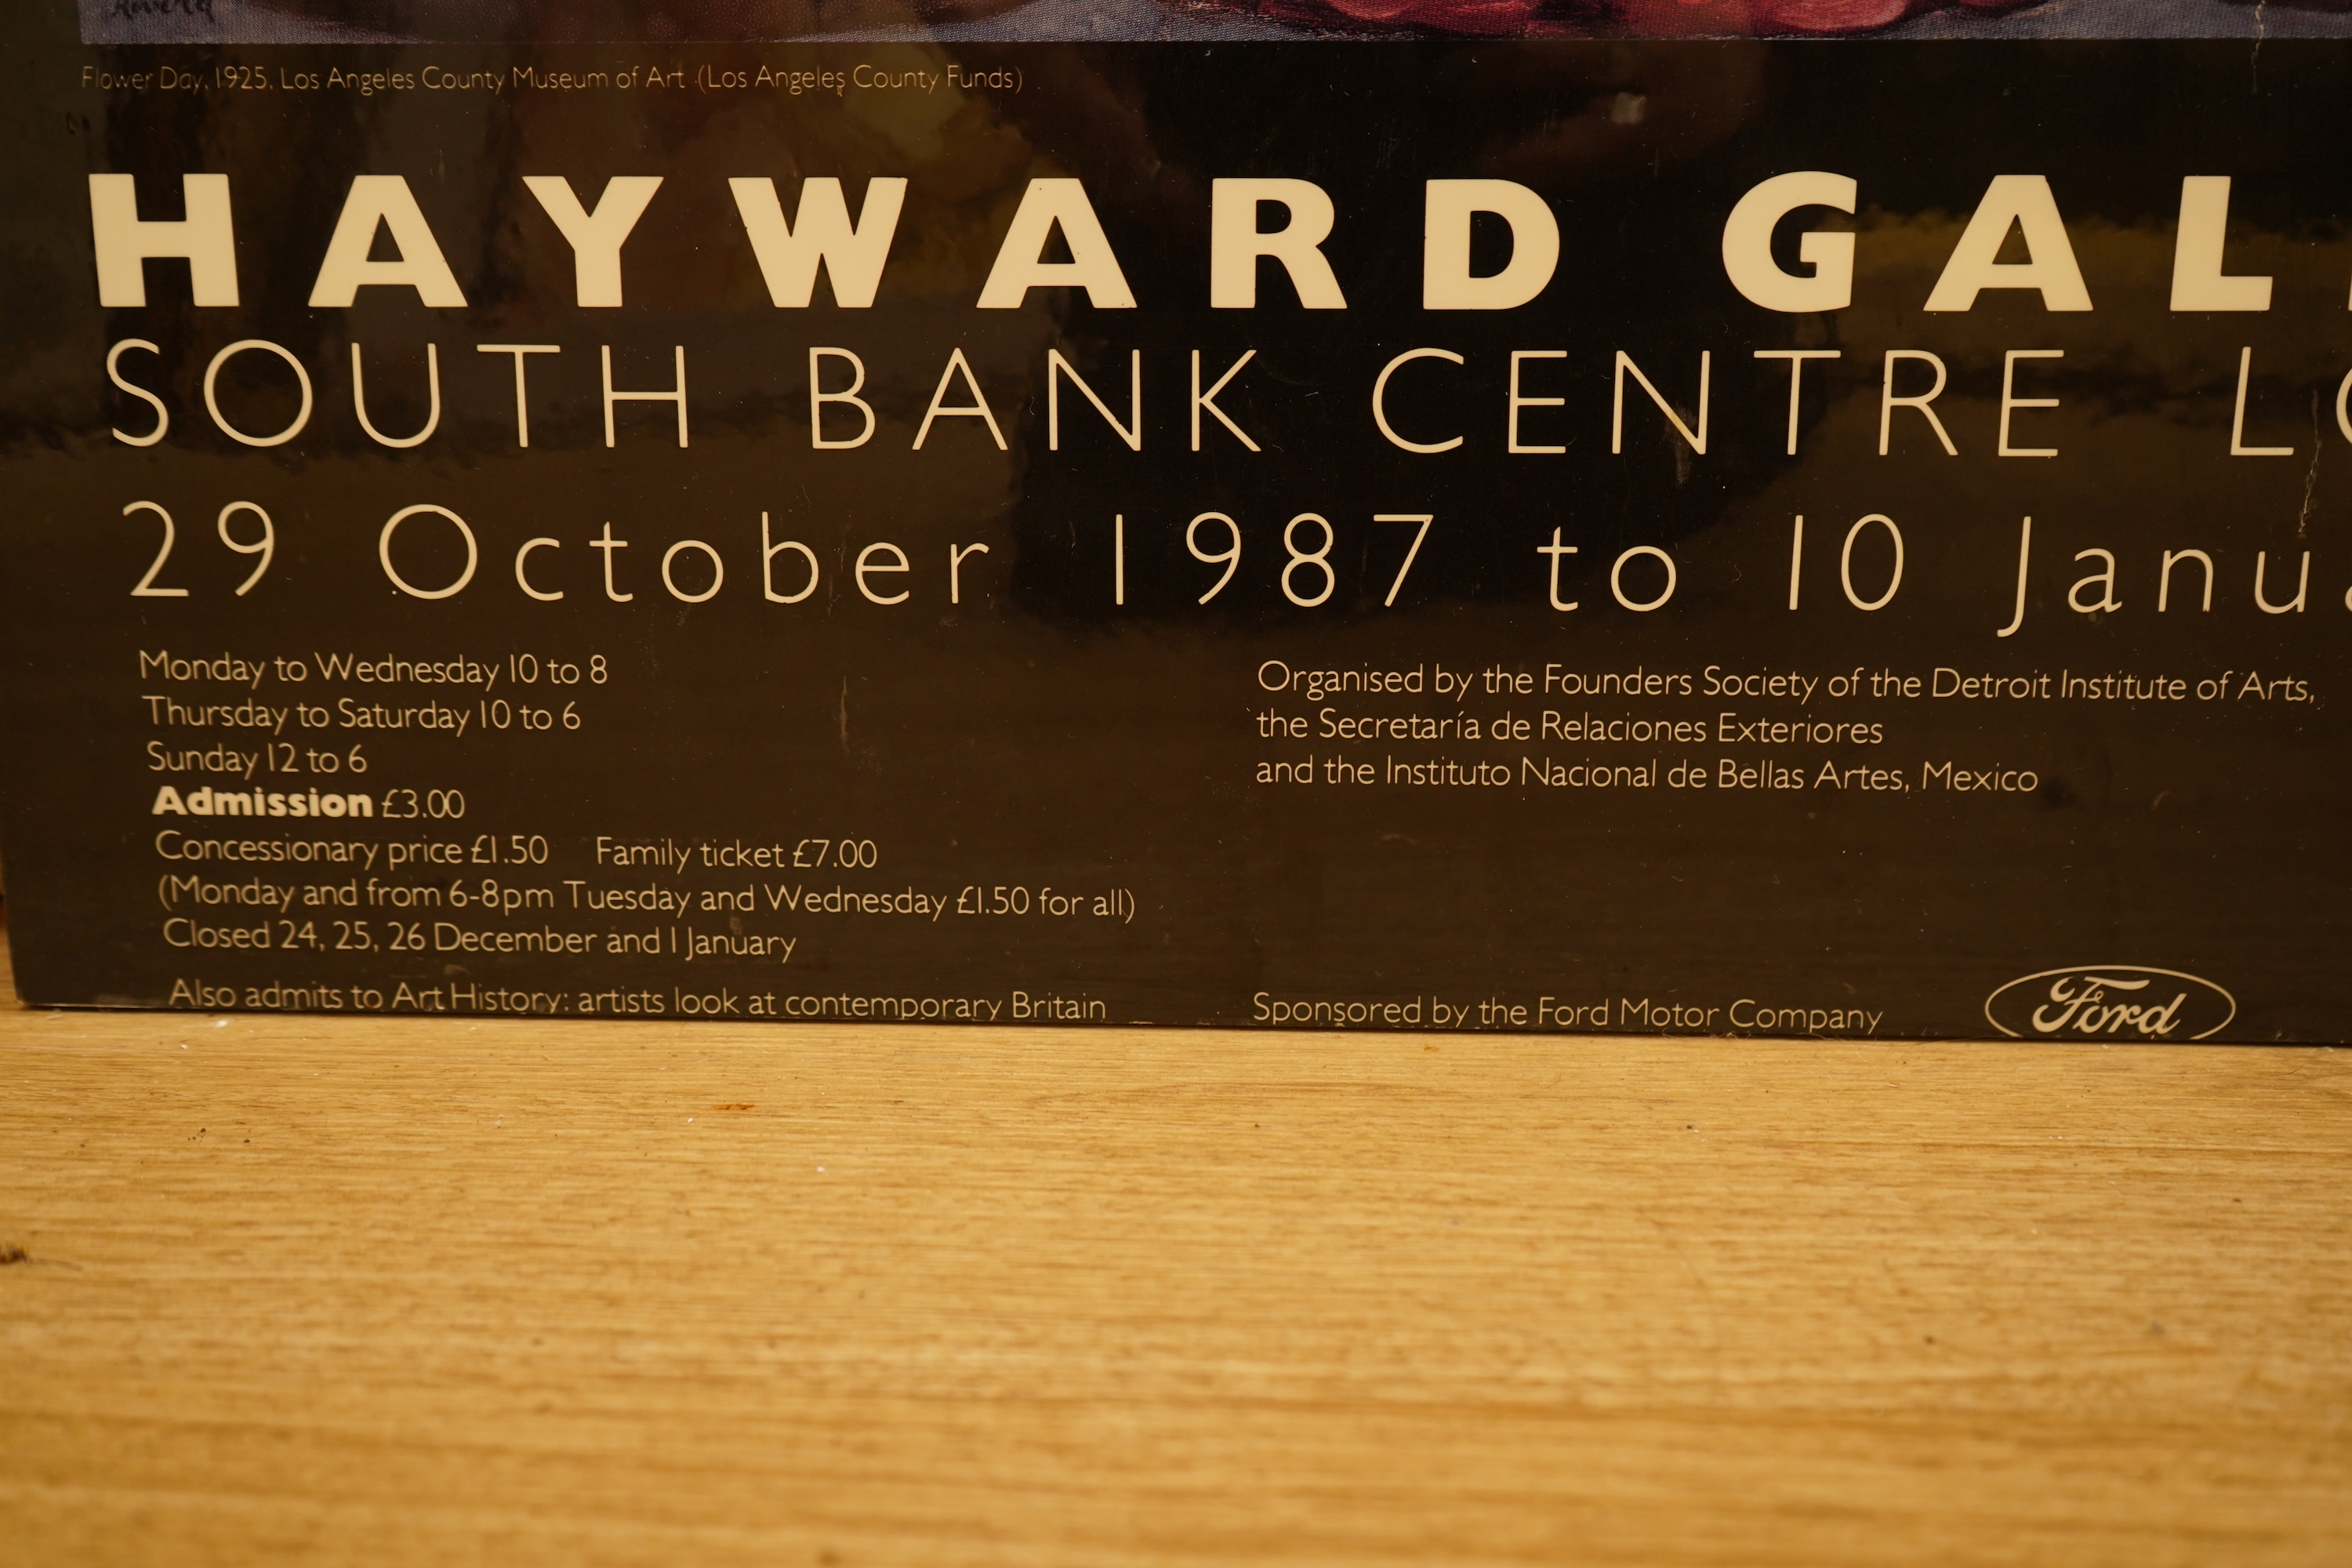 Flower Day, 1925, Los Angeles County Museum of Art (Los Angeles County Funds)
HAYWARD GAL
SOUTH BANK CENTRE LO
29 October 1987 to 10 Janu
Monday to Wednesday 10 to 8
Thursday to Saturday 10 to 6
Sunday 12 to 6
Admission £3.00
Concessionary price £1.50 Family ticket £7.00
(Monday and from 6-8pm Tuesday and Wednesday £1.50 for all)
Closed 24, 25, 26 December and 1 January
Also admits to Art History: artists look at contemporary Britain
Organised by the Founders Society of the Detroit Institute of Arts,
the Secretaría de Relaciones Exteriores
and the Instituto Nacional de Bellas Artes, Mexico
Sponsored by the Ford Motor Company
Ford